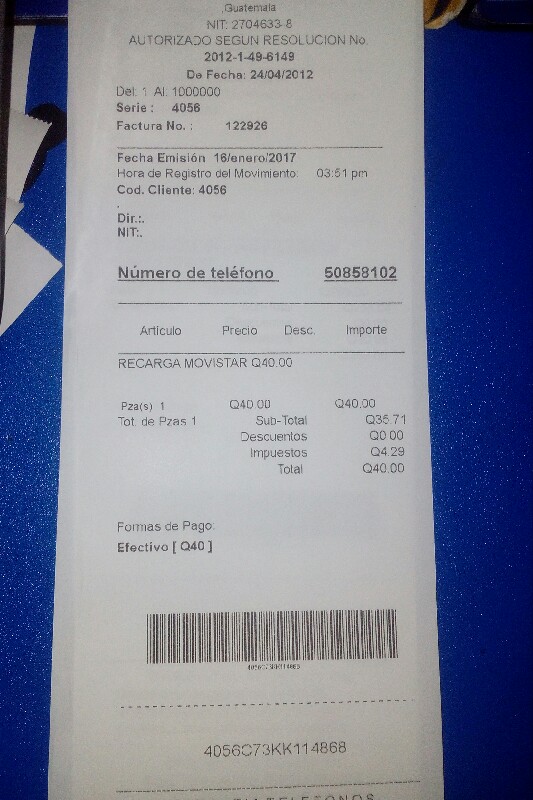 ,Guatemala
NIT: 2704633-8
AUTORIZADO SEGUN RESOLUCION No.
2012-1-49-6149
De Fecha: 24/04/2012
Del: 1 Al: 1000000
Serie : 4056
Factura No. : 122926
Fecha Emisión 16/enero/2017
Hora de Registro del Movimiento: 03:51 pm
Cod. Cliente: 4056
.
Dir.:.
NIT:.
Número de teléfono 50858102
Artículo Precio Desc. Importe
RECARGA MOVISTAR Q40.00
Pza(s) 1 Q40.00 Q40.00
Tot. de Pzas 1 Sub-Total Q35.71
Descuentos Q0.00
Impuestos Q4.29
Total Q40.00
Formas de Pago:
Efectivo [ Q40 ]
4056C73KK114868
4056C73KK114868